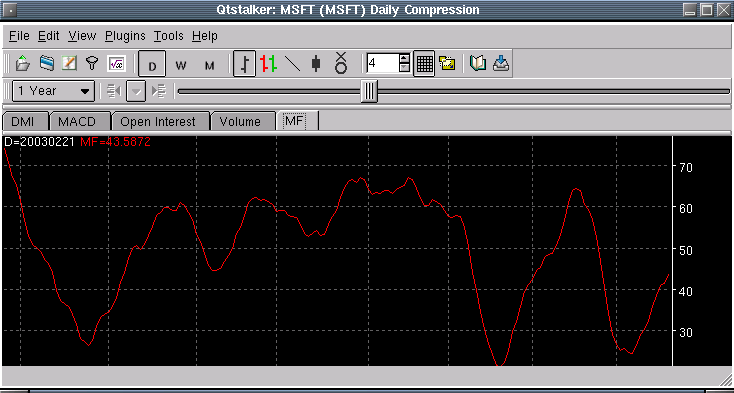 Qtstalker: MSFT (MSFT) Daily Compression
File Edit View Plugins Tools Help
D W M 4
1 Year
DMI MACD Open Interest Volume MF
D=20030221 MF=43.5872
70
60
50
40
30